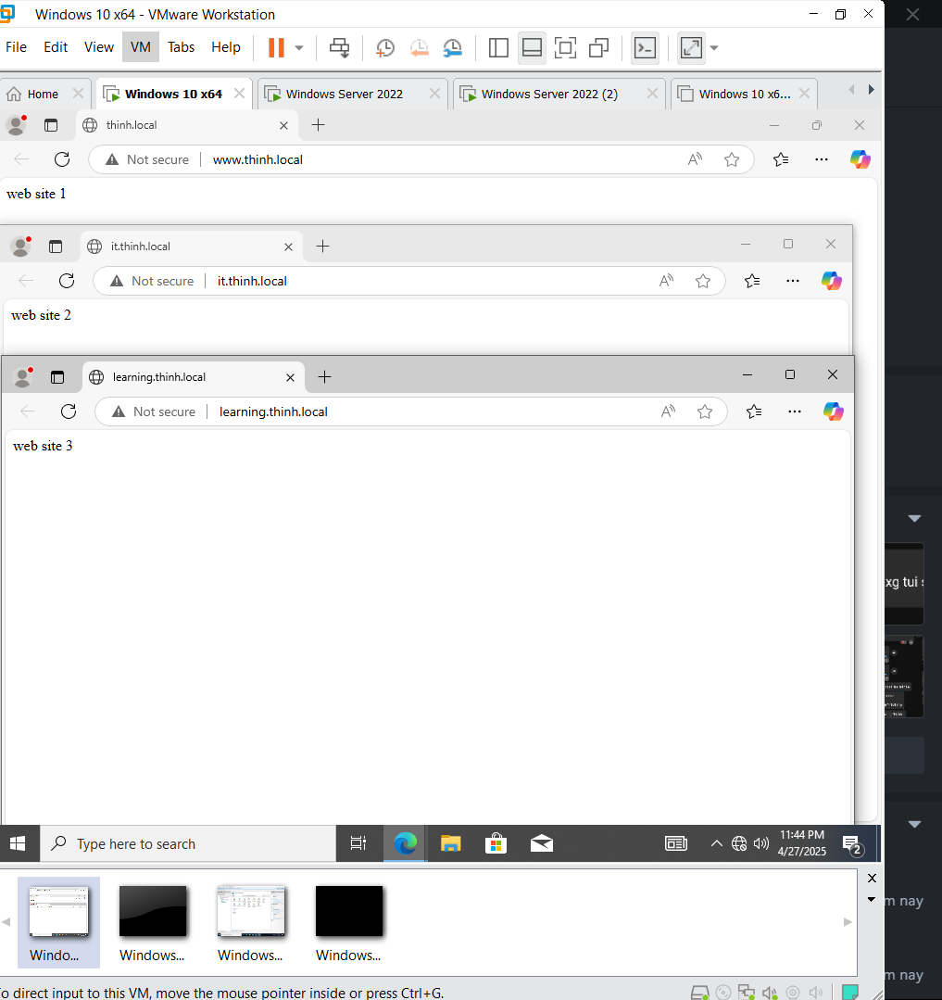 Windows 10 x64 - VMware Workstation
File Edit View VM Tabs Help
Home Windows 10 x64 Windows Server 2022 Windows Server 2022 (2) Windows 10 x6...
thinh.local
Not secure www.thinh.local
web site 1
it.thinh.local
Not secure it.thinh.local
web site 2
learning.thinh.local
Not secure learning.thinh.local
web site 3
xg tui
Type here to search
11:44 PM
4/27/2025
2
m nay
Windo... Windows... Windows... Windows...
m nay
o direct input to this VM, move the mouse pointer inside or press Ctrl+G.